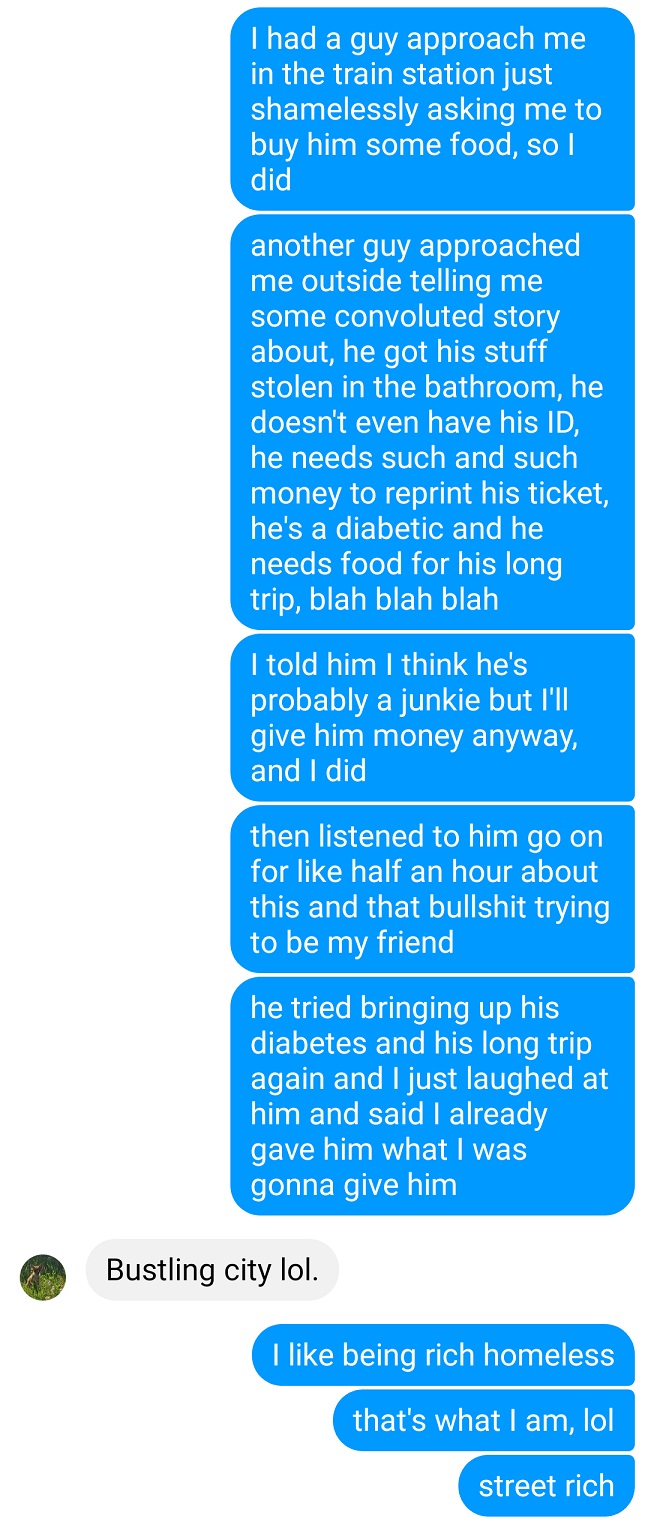 I had a guy approach me
in the train station just
shamelessly asking me to
buy him some food, so I
did
another guy approached
me outside telling me
some convoluted story
about, he got his stuff
stolen in the bathroom, he
doesn't even have his ID,
he needs such and such
money to reprint his ticket,
he's a diabetic and he
needs food for his long
trip, blah blah blah
I told him I think he's
probably a junkie but I'll
give him money anyway,
and I did
then listened to him go on
for like half an hour about
this and that bullshit trying
to be my friend
he tried bringing up his
diabetes and his long trip
again and I just laughed at
him and said I already
gave him what I was
gonna give him
Bustling city lol.
I like being rich homeless
that's what I am, lol
street rich